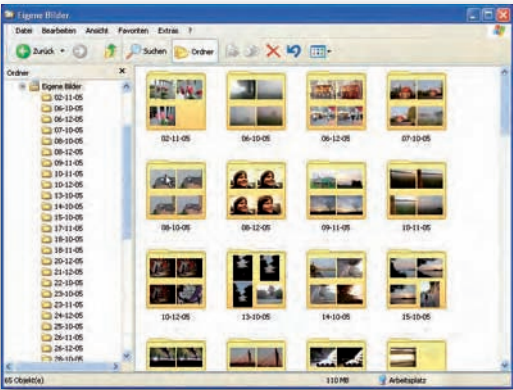 Eigene Bilder
Datei Bearbeiten Ansicht Favoriten Extras ?
Zurück Suchen Ordner
Ordner x
Eigene Bilder
02-11-05
06-10-05
06-12-05
07-10-05
08-10-05
08-12-05
09-11-05
10-11-05
10-12-05
13-10-05
14-10-05
15-10-05
17-11-05
18-10-05
18-11-05
20-12-05
21-12-05
22-10-05
23-10-05
23-11-05
24-12-05
25-10-05
26-11-05
26-12-05
28-10-05
02-11-05 06-10-05 06-12-05 07-10-05
08-10-05 08-12-05 09-11-05 10-11-05
10-12-05 13-10-05 14-10-05 15-10-05
65 Objekt(e) 110 MB Arbeitsplatz